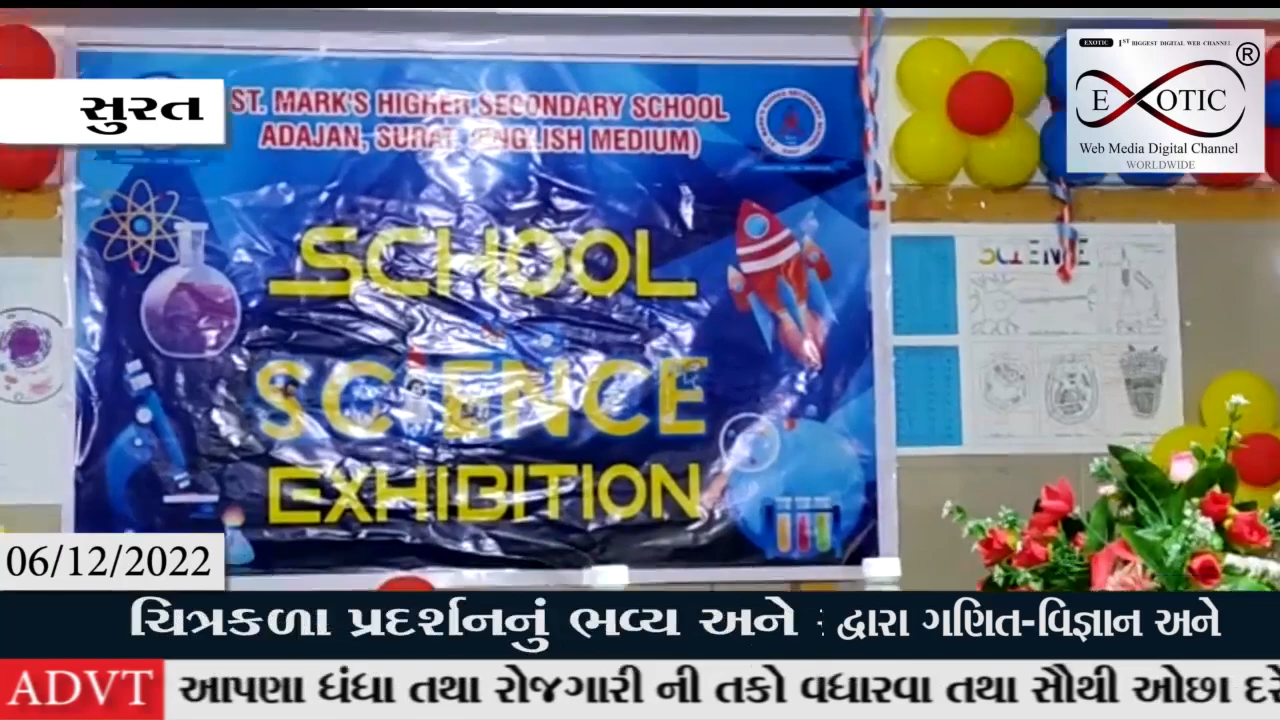 સુરત
ST. MARK'S HIGHER SECONDARY SCHOOL
ADAJAN, SURAT (ENGLISH MEDIUM)
SCHOOL
SCIENCE
EXHIBITION
EXOTIC 1ST BIGGEST DIGITAL WEB CHANNEL
EXOTIC ®
Web Media Digital Channel
WORLDWIDE
SCIENCE
06/12/2022
ચિત્રકળા પ્રદર્શનનું ભવ્ય અને
દ્વારા ગણિત-વિજ્ઞાન અને
ADVT આપણા ધંધા તથા રોજગારી ની તકો વધારવા તથા સૌથી ઓછા દરે